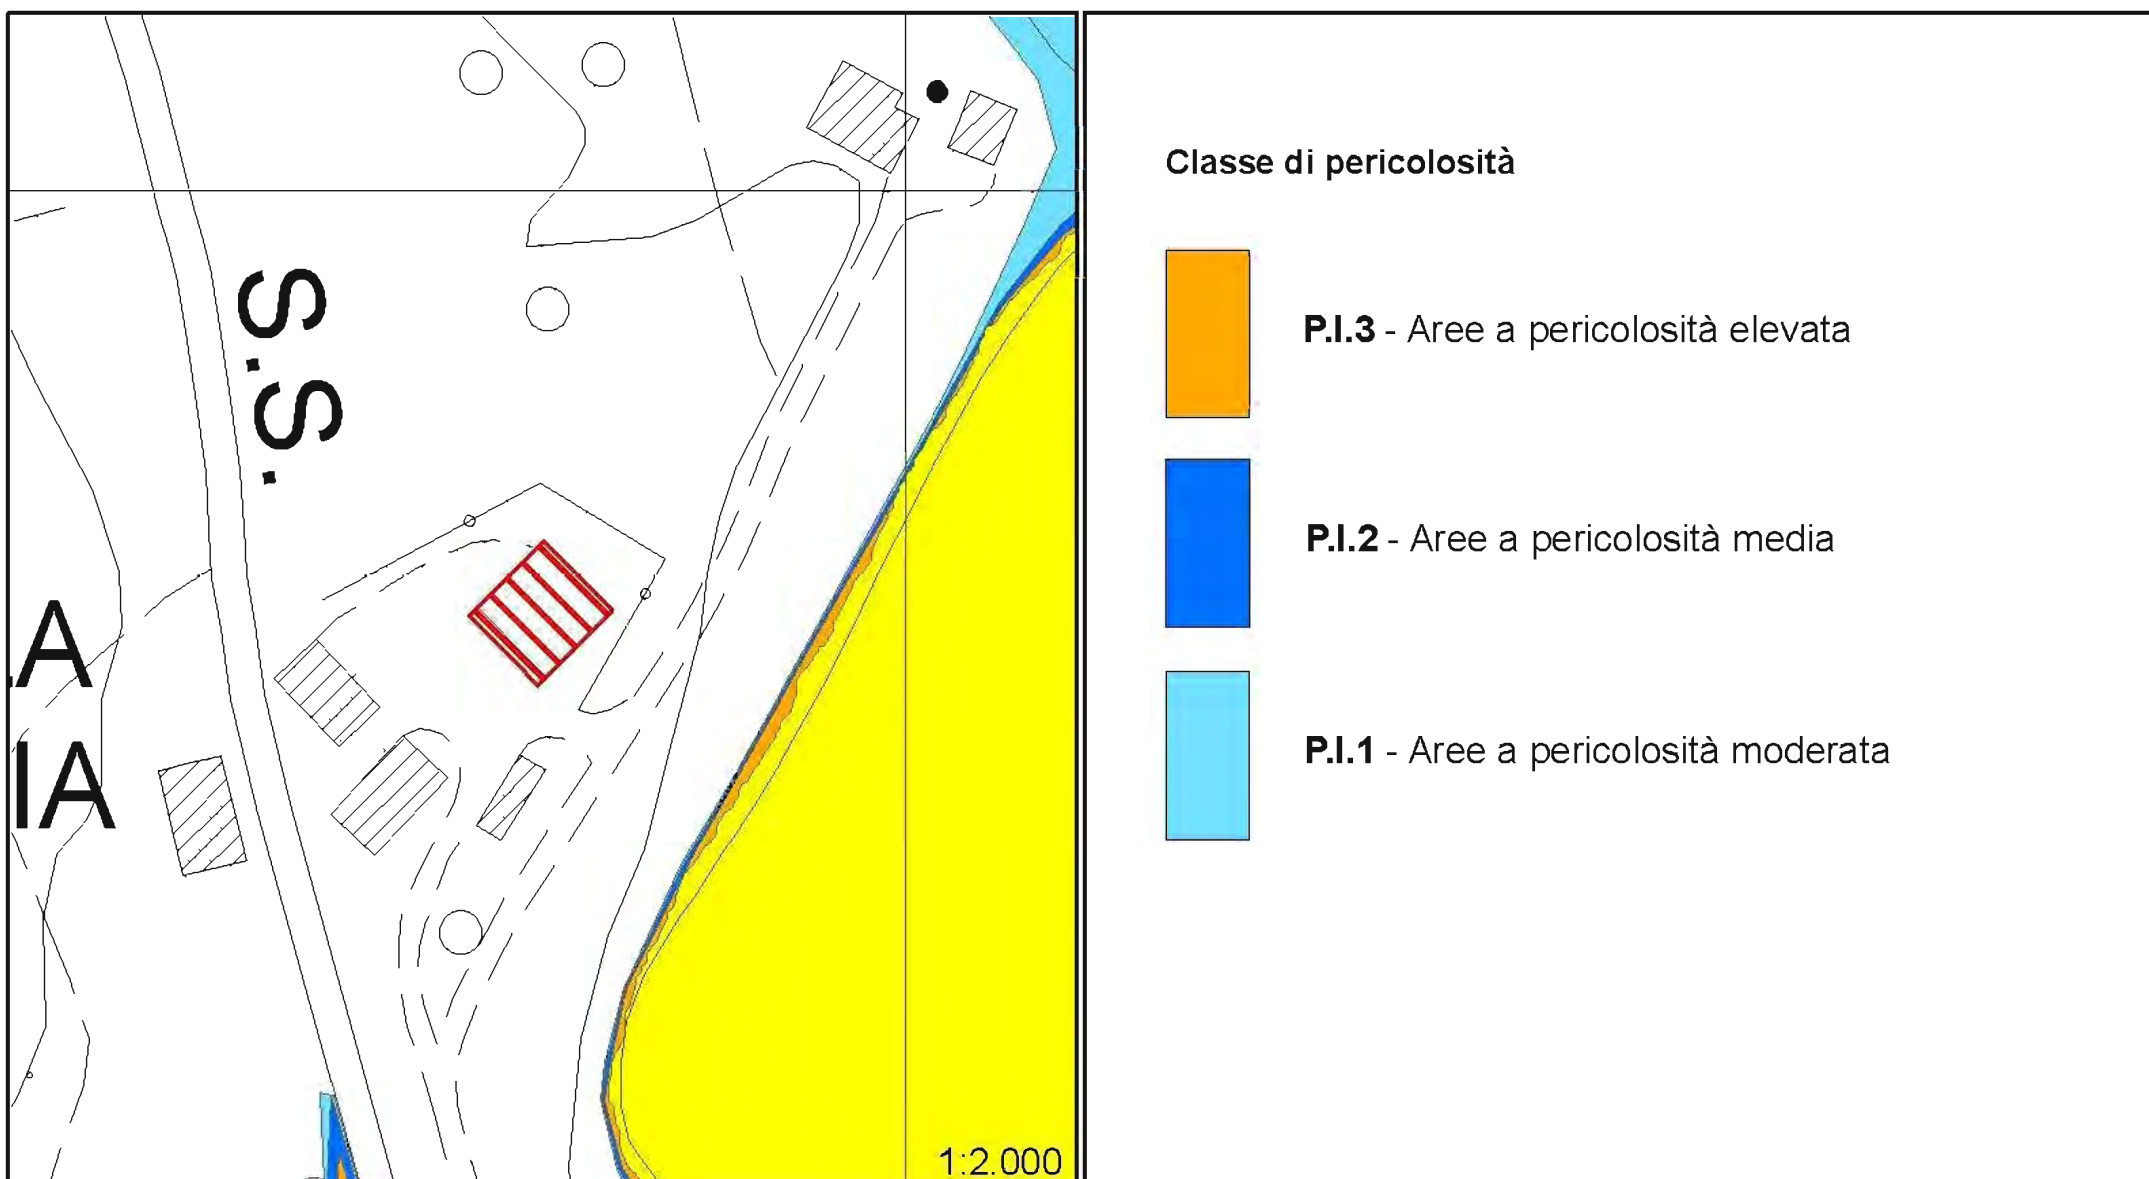 S.S.
.A
IA
1:2.000
Classe di pericolosità
P.I.3 - Aree a pericolosità elevata
P.I.2 - Aree a pericolosità media
P.I.1 - Aree a pericolosità moderata